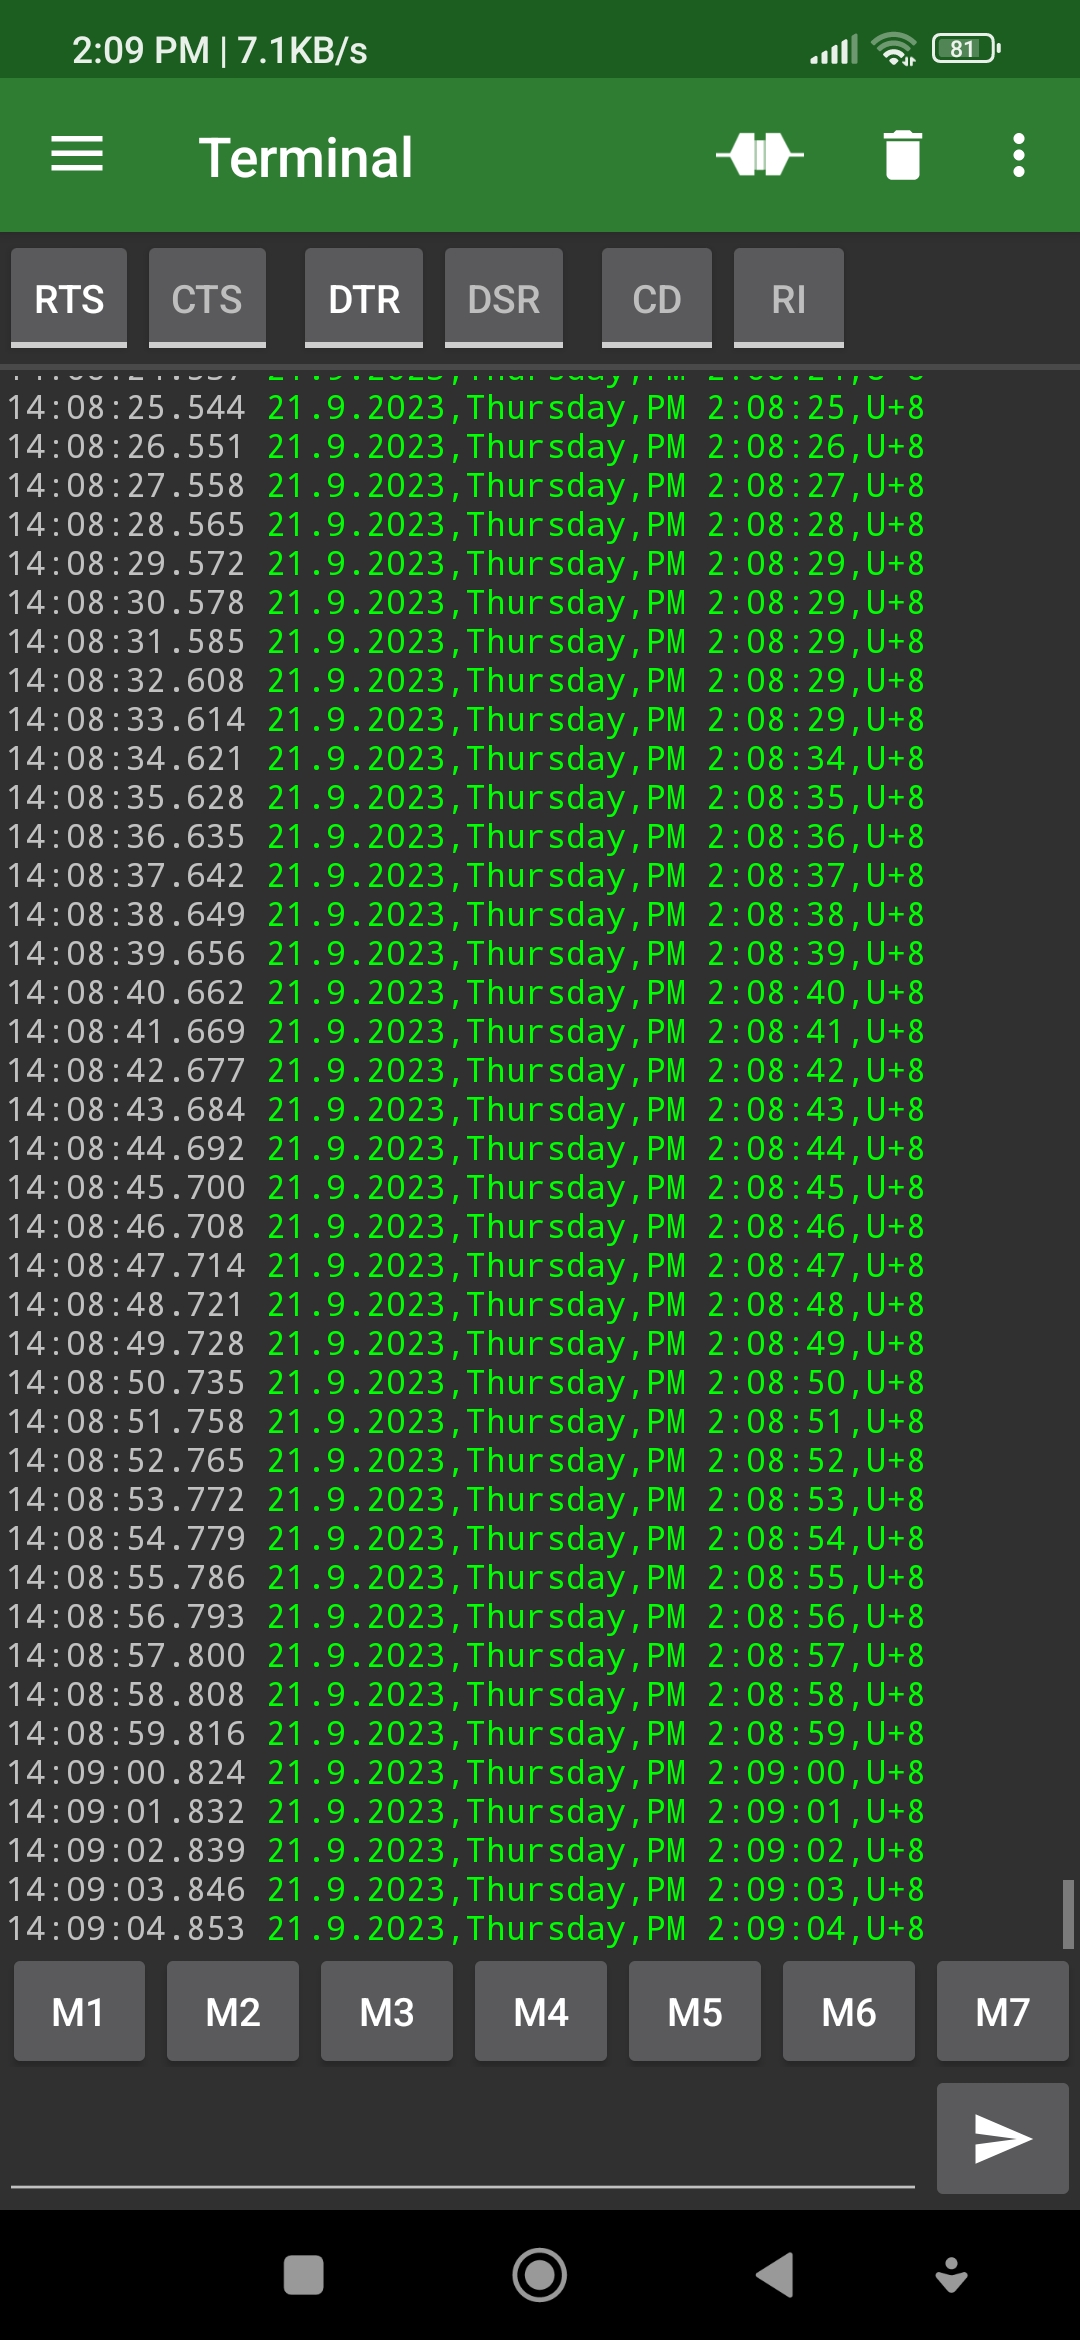 2:09 PM | 7.1KB/s 81
Terminal
RTS CTS DTR DSR CD RI
14:08:25.544 21.9.2023,Thursday,PM 2:08:25,U+8
14:08:26.551 21.9.2023,Thursday,PM 2:08:26,U+8
14:08:27.558 21.9.2023,Thursday,PM 2:08:27,U+8
14:08:28.565 21.9.2023,Thursday,PM 2:08:28,U+8
14:08:29.572 21.9.2023,Thursday,PM 2:08:29,U+8
14:08:30.578 21.9.2023,Thursday,PM 2:08:29,U+8
14:08:31.585 21.9.2023,Thursday,PM 2:08:29,U+8
14:08:32.608 21.9.2023,Thursday,PM 2:08:29,U+8
14:08:33.614 21.9.2023,Thursday,PM 2:08:29,U+8
14:08:34.621 21.9.2023,Thursday,PM 2:08:34,U+8
14:08:35.628 21.9.2023,Thursday,PM 2:08:35,U+8
14:08:36.635 21.9.2023,Thursday,PM 2:08:36,U+8
14:08:37.642 21.9.2023,Thursday,PM 2:08:37,U+8
14:08:38.649 21.9.2023,Thursday,PM 2:08:38,U+8
14:08:39.656 21.9.2023,Thursday,PM 2:08:39,U+8
14:08:40.662 21.9.2023,Thursday,PM 2:08:40,U+8
14:08:41.669 21.9.2023,Thursday,PM 2:08:41,U+8
14:08:42.677 21.9.2023,Thursday,PM 2:08:42,U+8
14:08:43.684 21.9.2023,Thursday,PM 2:08:43,U+8
14:08:44.692 21.9.2023,Thursday,PM 2:08:44,U+8
14:08:45.700 21.9.2023,Thursday,PM 2:08:45,U+8
14:08:46.708 21.9.2023,Thursday,PM 2:08:46,U+8
14:08:47.714 21.9.2023,Thursday,PM 2:08:47,U+8
14:08:48.721 21.9.2023,Thursday,PM 2:08:48,U+8
14:08:49.728 21.9.2023,Thursday,PM 2:08:49,U+8
14:08:50.735 21.9.2023,Thursday,PM 2:08:50,U+8
14:08:51.758 21.9.2023,Thursday,PM 2:08:51,U+8
14:08:52.765 21.9.2023,Thursday,PM 2:08:52,U+8
14:08:53.772 21.9.2023,Thursday,PM 2:08:53,U+8
14:08:54.779 21.9.2023,Thursday,PM 2:08:54,U+8
14:08:55.786 21.9.2023,Thursday,PM 2:08:55,U+8
14:08:56.793 21.9.2023,Thursday,PM 2:08:56,U+8
14:08:57.800 21.9.2023,Thursday,PM 2:08:57,U+8
14:08:58.808 21.9.2023,Thursday,PM 2:08:58,U+8
14:08:59.816 21.9.2023,Thursday,PM 2:08:59,U+8
14:09:00.824 21.9.2023,Thursday,PM 2:09:00,U+8
14:09:01.832 21.9.2023,Thursday,PM 2:09:01,U+8
14:09:02.839 21.9.2023,Thursday,PM 2:09:02,U+8
14:09:03.846 21.9.2023,Thursday,PM 2:09:03,U+8
14:09:04.853 21.9.2023,Thursday,PM 2:09:04,U+8
M1 M2 M3 M4 M5 M6 M7